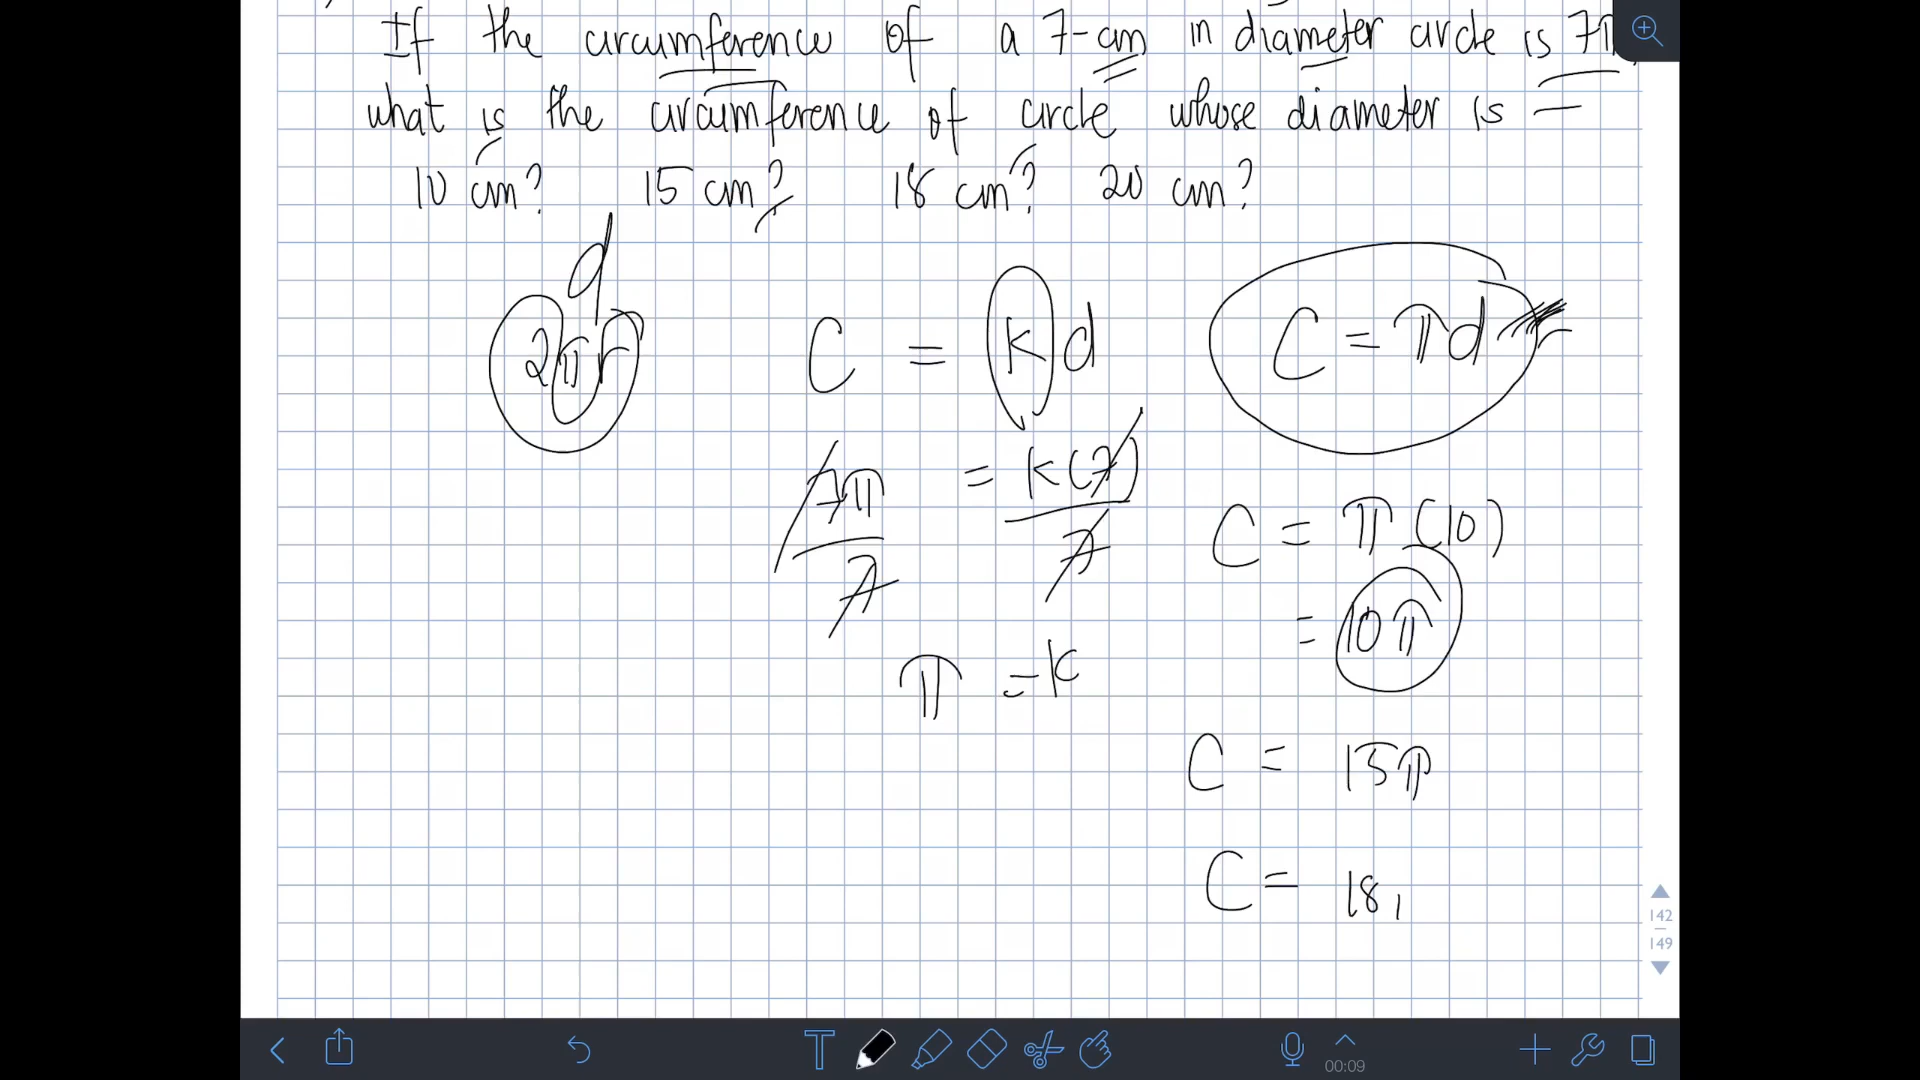 If the circumference of a 7-cm in diameter circle is 7π,
what is the circumference of circle whose diameter is —
10 cm? 15 cm? 18 cm? 20 cm?
d
2πr
C = kd
C = πd
7π = k(7)
7 7
π = k
C = π(10)
= 10π
C = 15π
C = 18
142
149
T
00:09